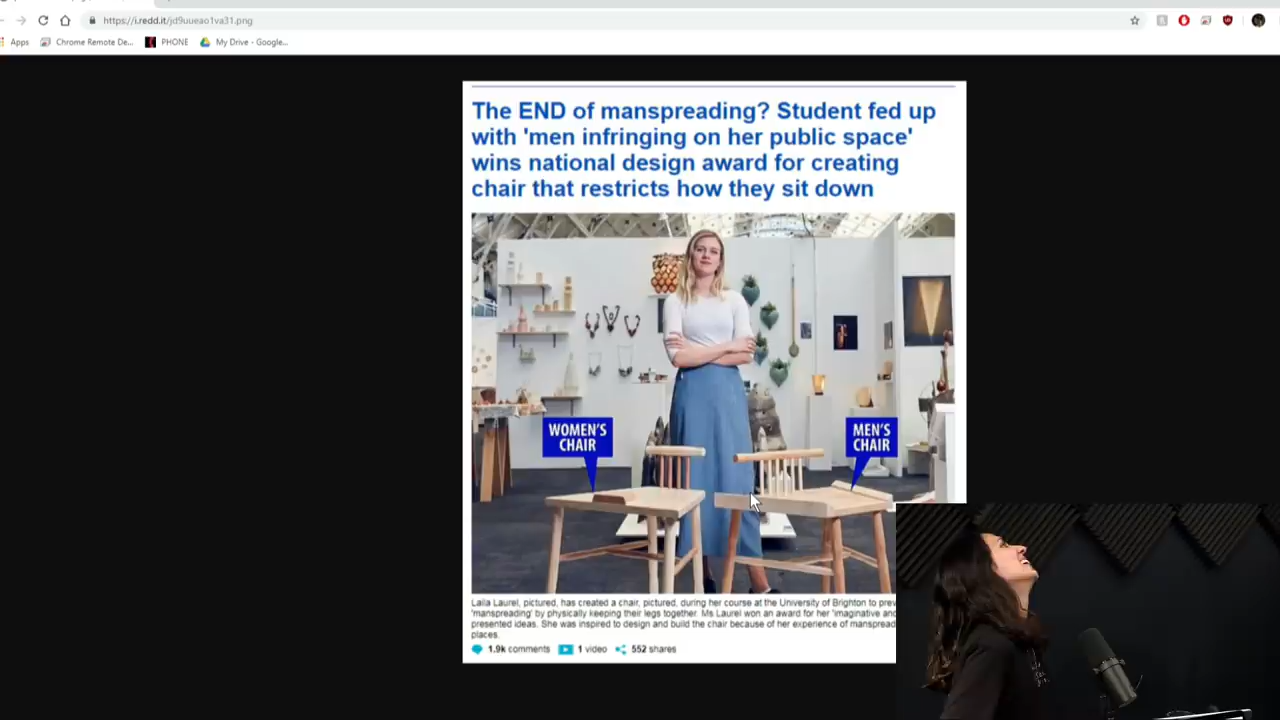 https://i.redd.it/jd9uueao1va31.png
Apps Chrome Remote De... PHONE My Drive - Google...
The END of manspreading? Student fed up
with 'men infringing on her public space'
wins national design award for creating
chair that restricts how they sit down
WOMEN'S
CHAIR
MEN'S
CHAIR
Laila Laurel, pictured, has created a chair, pictured, during her course at the University of Brighton to prev
'manspreading' by physically keeping their legs together. Ms Laurel won an award for her 'imaginative and
presented ideas. She was inspired to design and build the chair because of her experience of manspread
places.
1.9k comments 1 video 552 shares